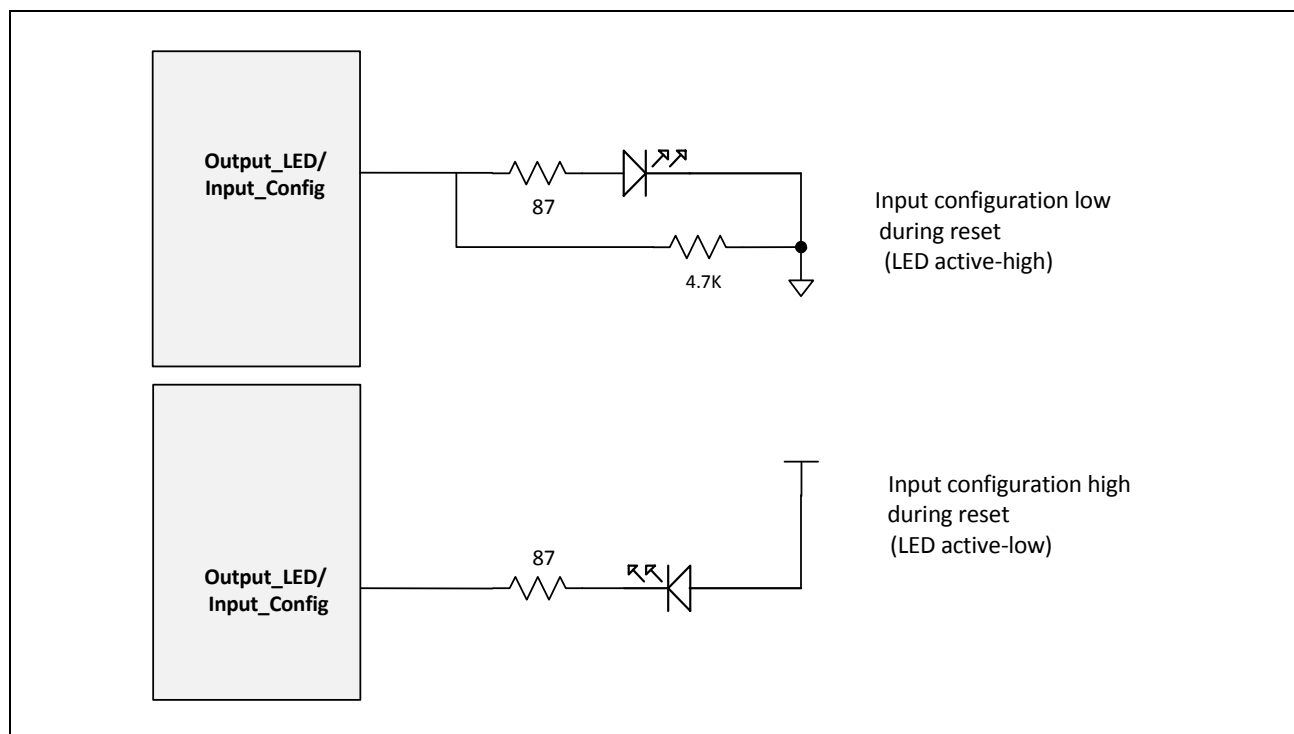 Output_LED/
Input_Config
87
4.7K
Input configuration low
during reset
(LED active-high)
Output_LED/
Input_Config
87
Input configuration high
during reset
(LED active-low)